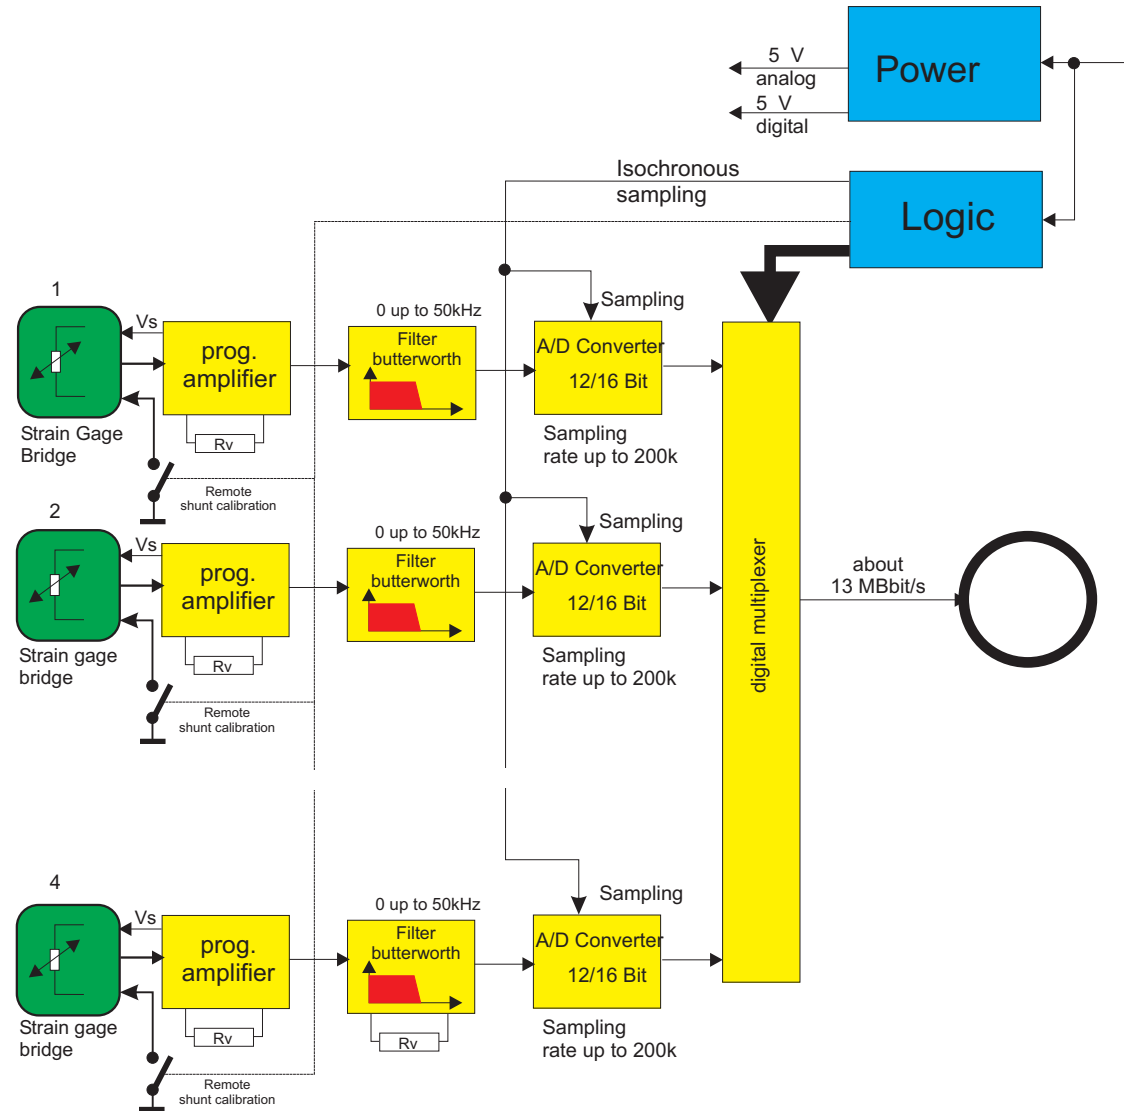 5 V
analog
5 V
digital
Power
Isochronous
sampling
Logic
1
Vs
prog.
amplifier
Rv
Strain Gage
Bridge
Remote
shunt calibration
0 up to 50kHz
Filter
butterworth
Sampling
A/D Converter
12/16 Bit
Sampling
rate up to 200k
2
Vs
prog.
amplifier
Rv
Strain gage
bridge
Remote
shunt calibration
0 up to 50kHz
Filter
butterworth
Sampling
A/D Converter
12/16 Bit
Sampling
rate up to 200k
digital multiplexer
about
13 MBbit/s
4
Vs
prog.
amplifier
Rv
Strain gage
bridge
Remote
shunt calibration
0 up to 50kHz
Filter
butterworth
Rv
Sampling
A/D Converter
12/16 Bit
Sampling
rate up to 200k